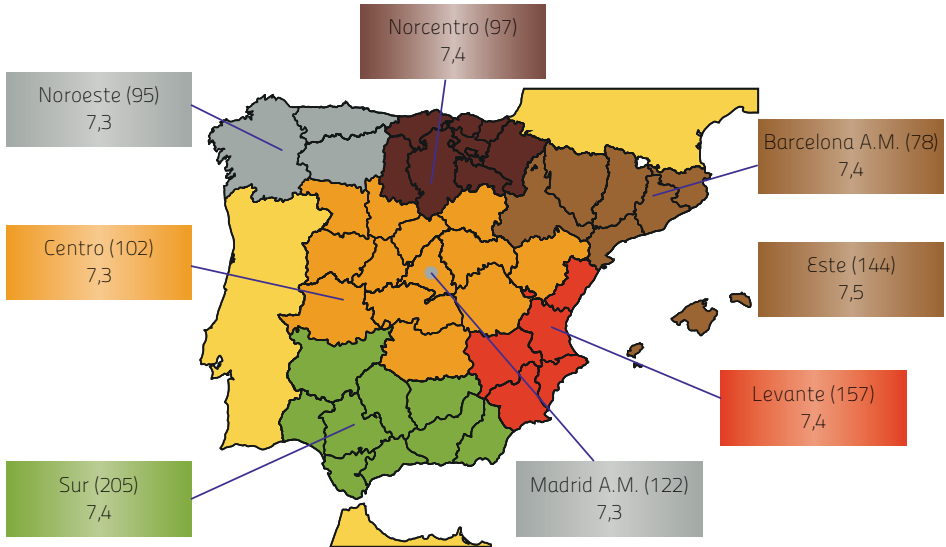 Norcentro (97)
7,4
Noroeste (95)
7,3
Barcelona A.M. (78)
7,4
Centro (102)
7,3
Este (144)
7,5
Levante (157)
7,4
Sur (205)
7,4
Madrid A.M. (122)
7,3